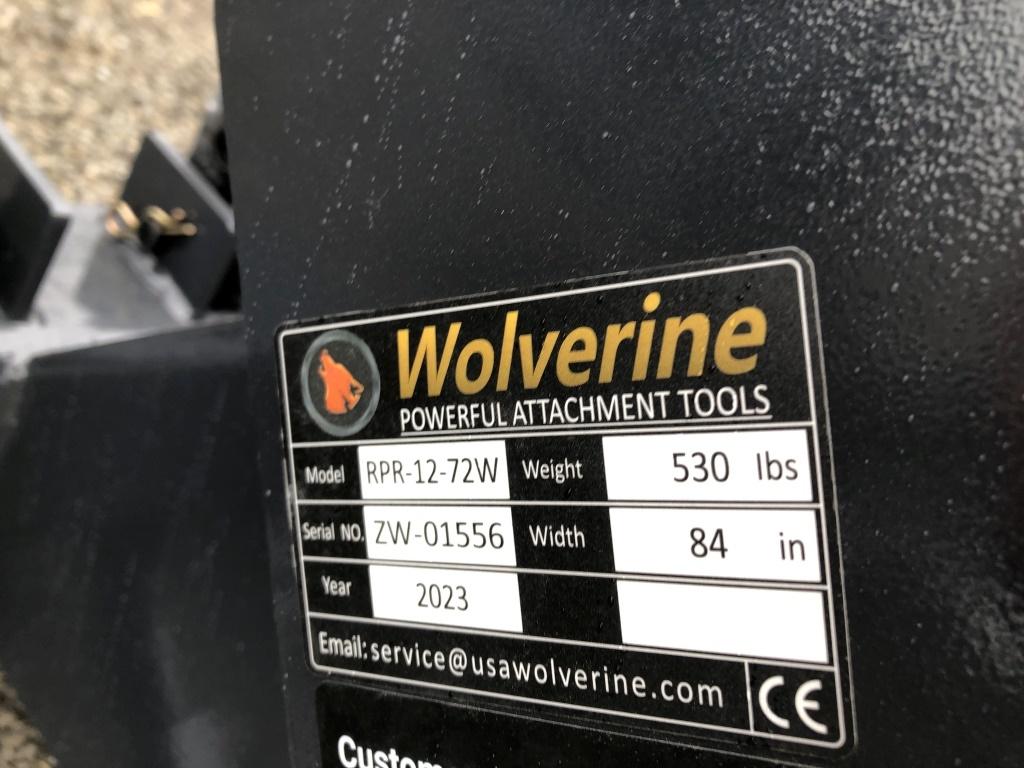 Wolverine
POWERFUL ATTACHMENT TOOLS
Model RPR-12-72W Weight 530 lbs
Serial NO. ZW-01556 Width 84 in
Year 2023
Email: service@usawolverine.com CE